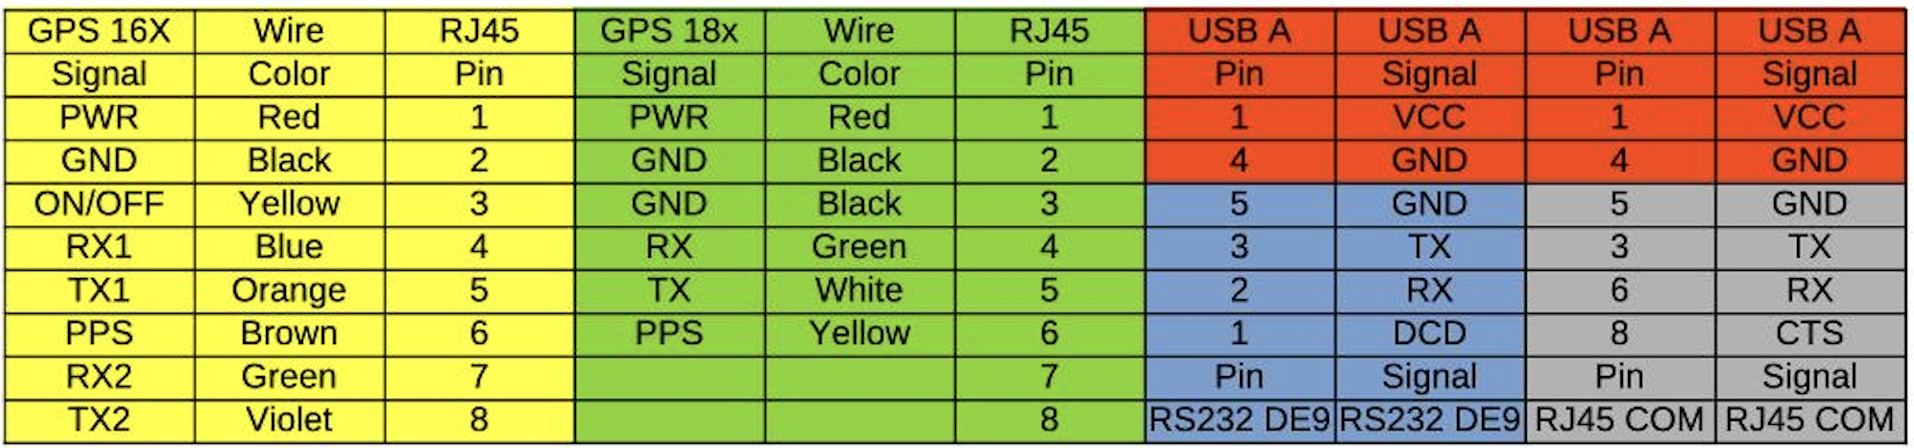 GPS 16X Wire RJ45 GPS 18x Wire RJ45 USB A USB A USB A USB A
Signal Color Pin Signal Color Pin Pin Signal Pin Signal
PWR Red 1 PWR Red 1 1 VCC 1 VCC
GND Black 2 GND Black 2 4 GND 4 GND
ON/OFF Yellow 3 GND Black 3 5 GND 5 GND
RX1 Blue 4 RX Green 4 3 TX 3 TX
TX1 Orange 5 TX White 5 2 RX 6 RX
PPS Brown 6 PPS Yellow 6 1 DCD 8 CTS
RX2 Green 7 7 Pin Signal Pin Signal
TX2 Violet 8 8 RS232 DE9 RS232 DE9 RJ45 COM RJ45 COM